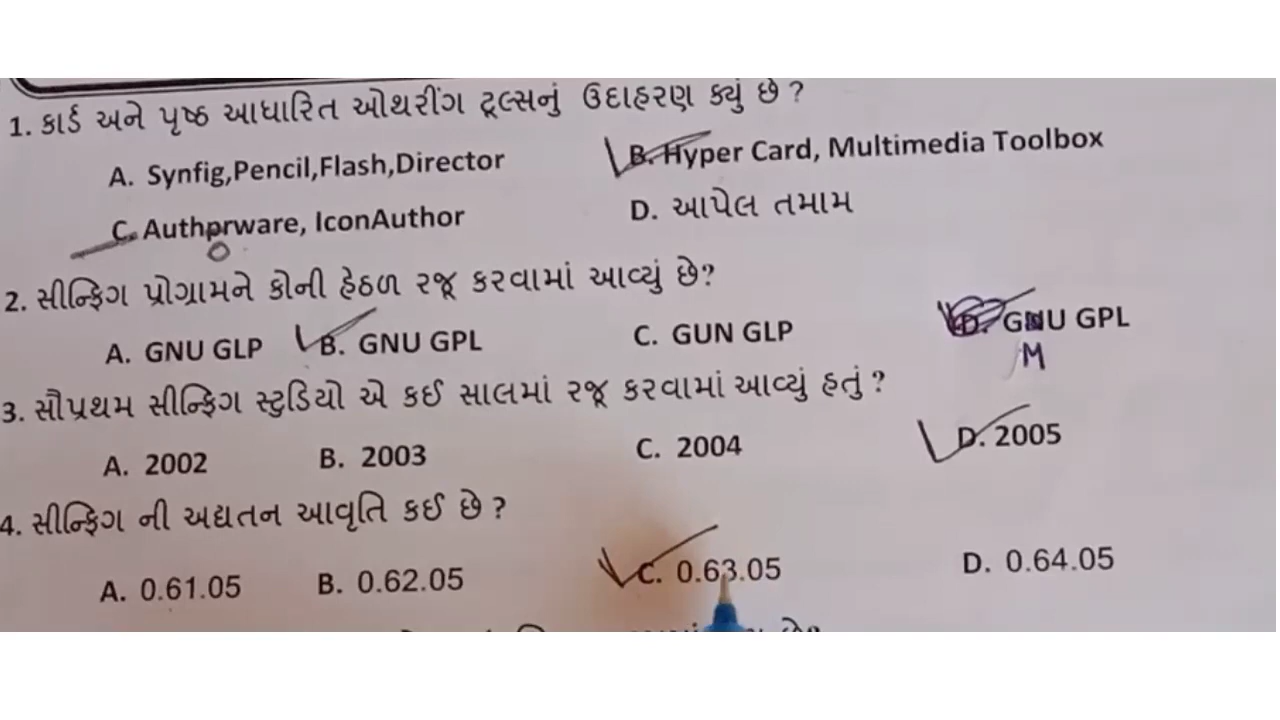 1. કાર્ડ અને પૃષ્ઠ આધારિત ઓથરીંગ ટૂલ્સનું ઉદાહરણ ક્યું છે ?
A. Synfig,Pencil,Flash,Director B. Hyper Card, Multimedia Toolbox
C. Authprware, IconAuthor D. આપેલ તમામ
o
2. સીન્ફિગ પ્રોગ્રામને કોની હેઠળ રજૂ કરવામાં આવ્યું છે?
A. GNU GLP B. GNU GPL C. GUN GLP D. GNU GPL
M
3. સૌપ્રથમ સીન્ફિગ સ્ટુડિયો એ કઈ સાલમાં રજૂ કરવામાં આવ્યું હતું ?
A. 2002 B. 2003 C. 2004 D. 2005
4. સીન્ફિગ ની અદ્યતન આવૃતિ કઈ છે ?
A. 0.61.05 B. 0.62.05 C. 0.63.05 D. 0.64.05